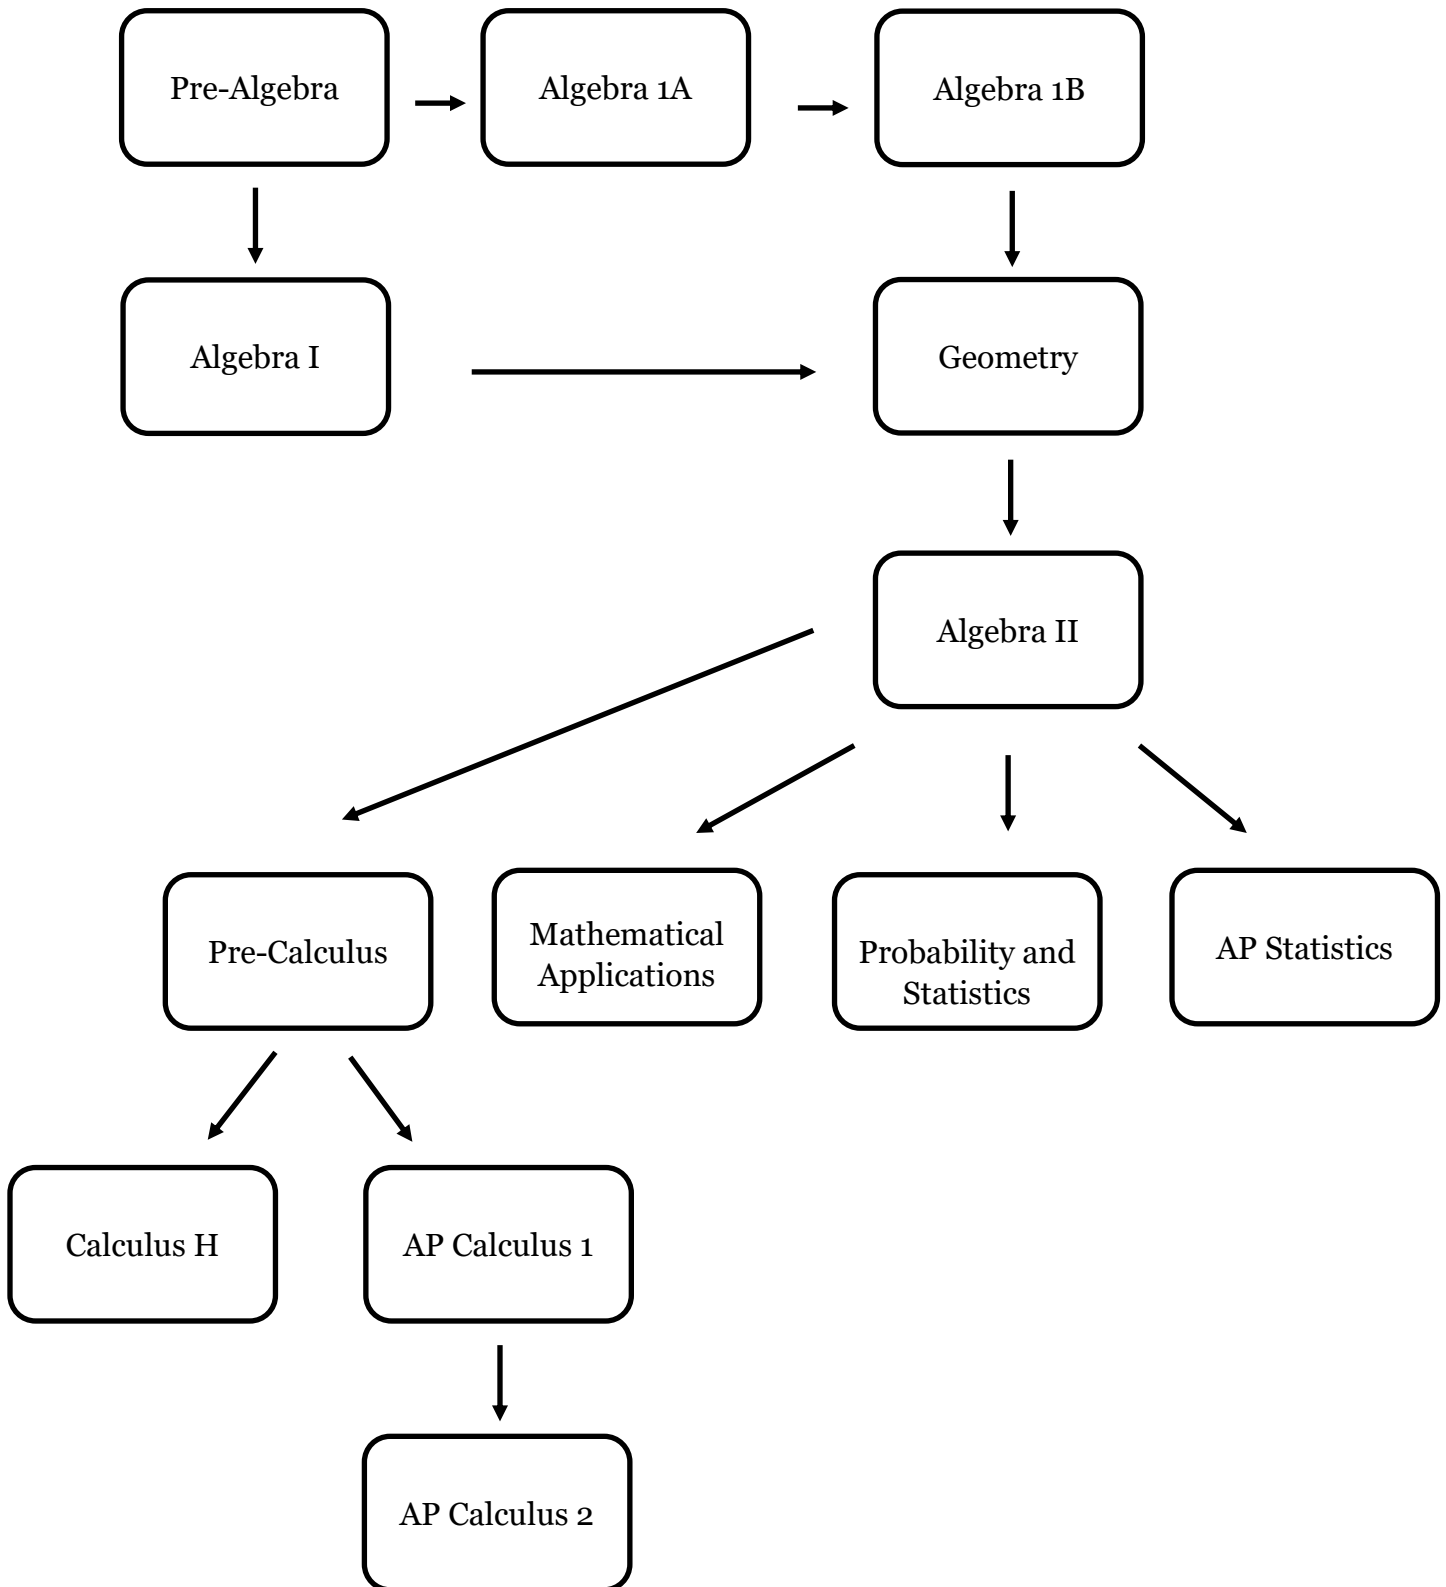 Pre-Algebra
Algebra 1A
Algebra 1B
Algebra I
Geometry
Algebra II
Pre-Calculus
Mathematical
Applications
Probability and
Statistics
AP Statistics
Calculus H
AP Calculus 1
AP Calculus 2